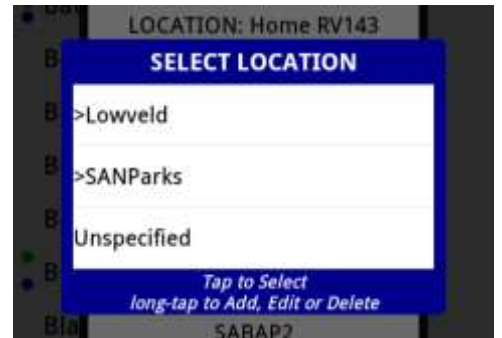 LOCATION: Home RV143
SELECT LOCATION
>Lowveld
>SANParks
Unspecified
Tap to Select
long-tap to Add, Edit or Delete
Bla
SABAP2